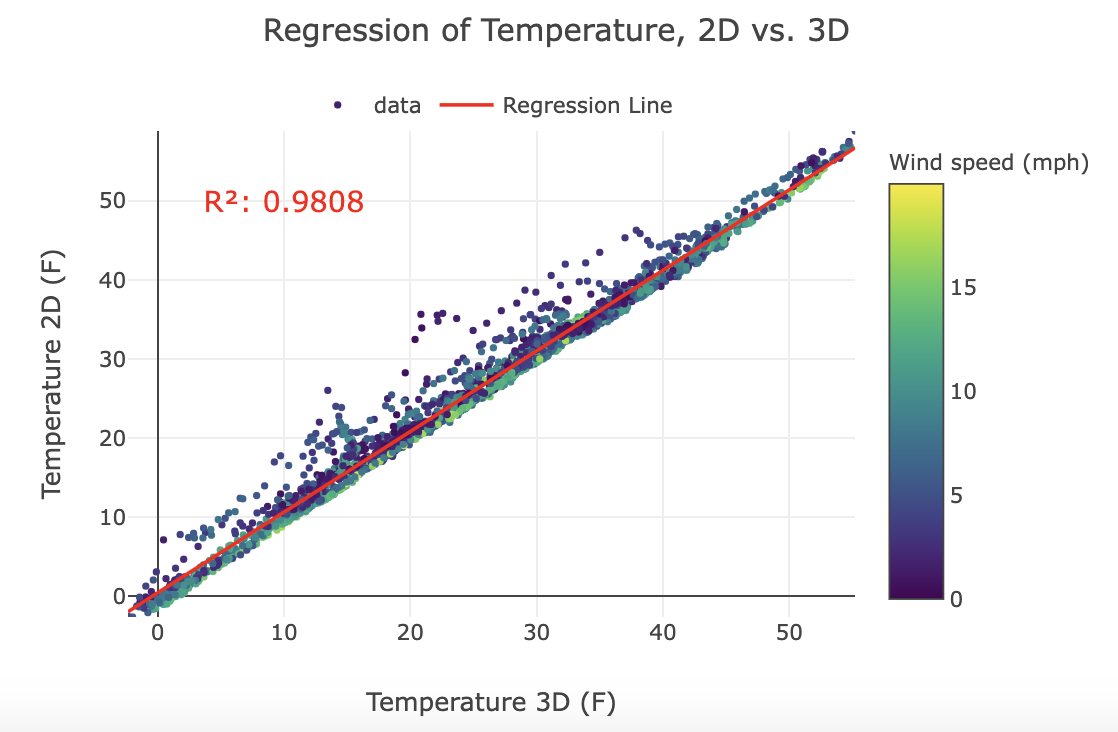 Regression of Temperature, 2D vs. 3D
data Regression Line
Wind speed (mph)
R²: 0.9808
50
40
30
20
10
0
Temperature 2D (F)
0 10 20 30 40 50
Temperature 3D (F)
15
10
5
0